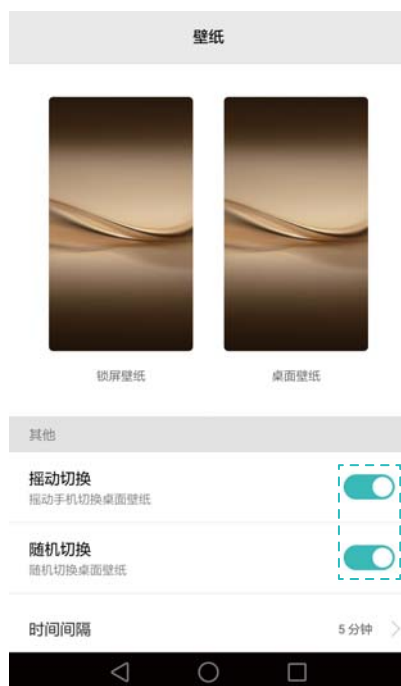 壁纸
锁屏壁纸
桌面壁纸
其他
摇动切换
摇动手机切换桌面壁纸
随机切换
随机切换桌面壁纸
时间间隔
5 分钟